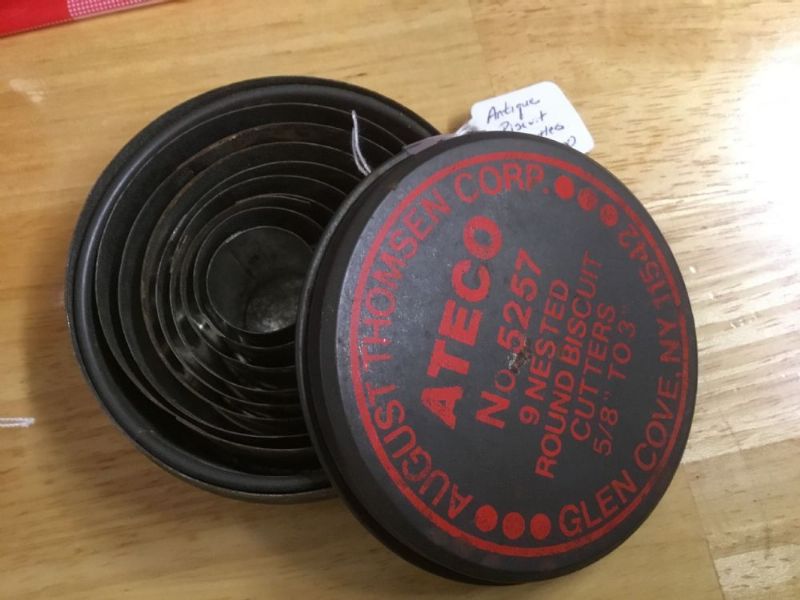 AUGUST THOMSEN CORP.
GLEN COVE, NY 11542
ATECO
No. 5257
9 NESTED
ROUND BISCUIT
CUTTERS
5/8" TO 3"
Antique
Biscuit